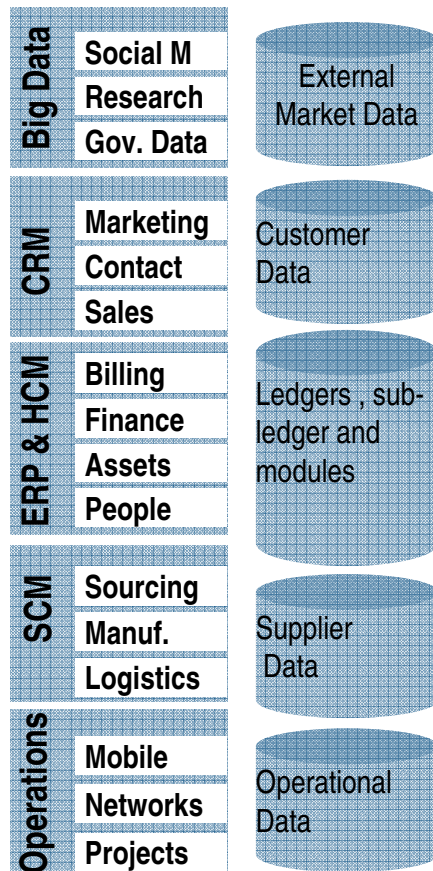 Big Data
Social M
Research
Gov. Data
External
Market Data
CRM
Marketing
Contact
Sales
Customer
Data
ERP & HCM
Billing
Finance
Assets
People
Ledgers , sub-
ledger and
modules
SCM
Sourcing
Manuf.
Logistics
Supplier
Data
Operations
Mobile
Networks
Projects
Operational
Data